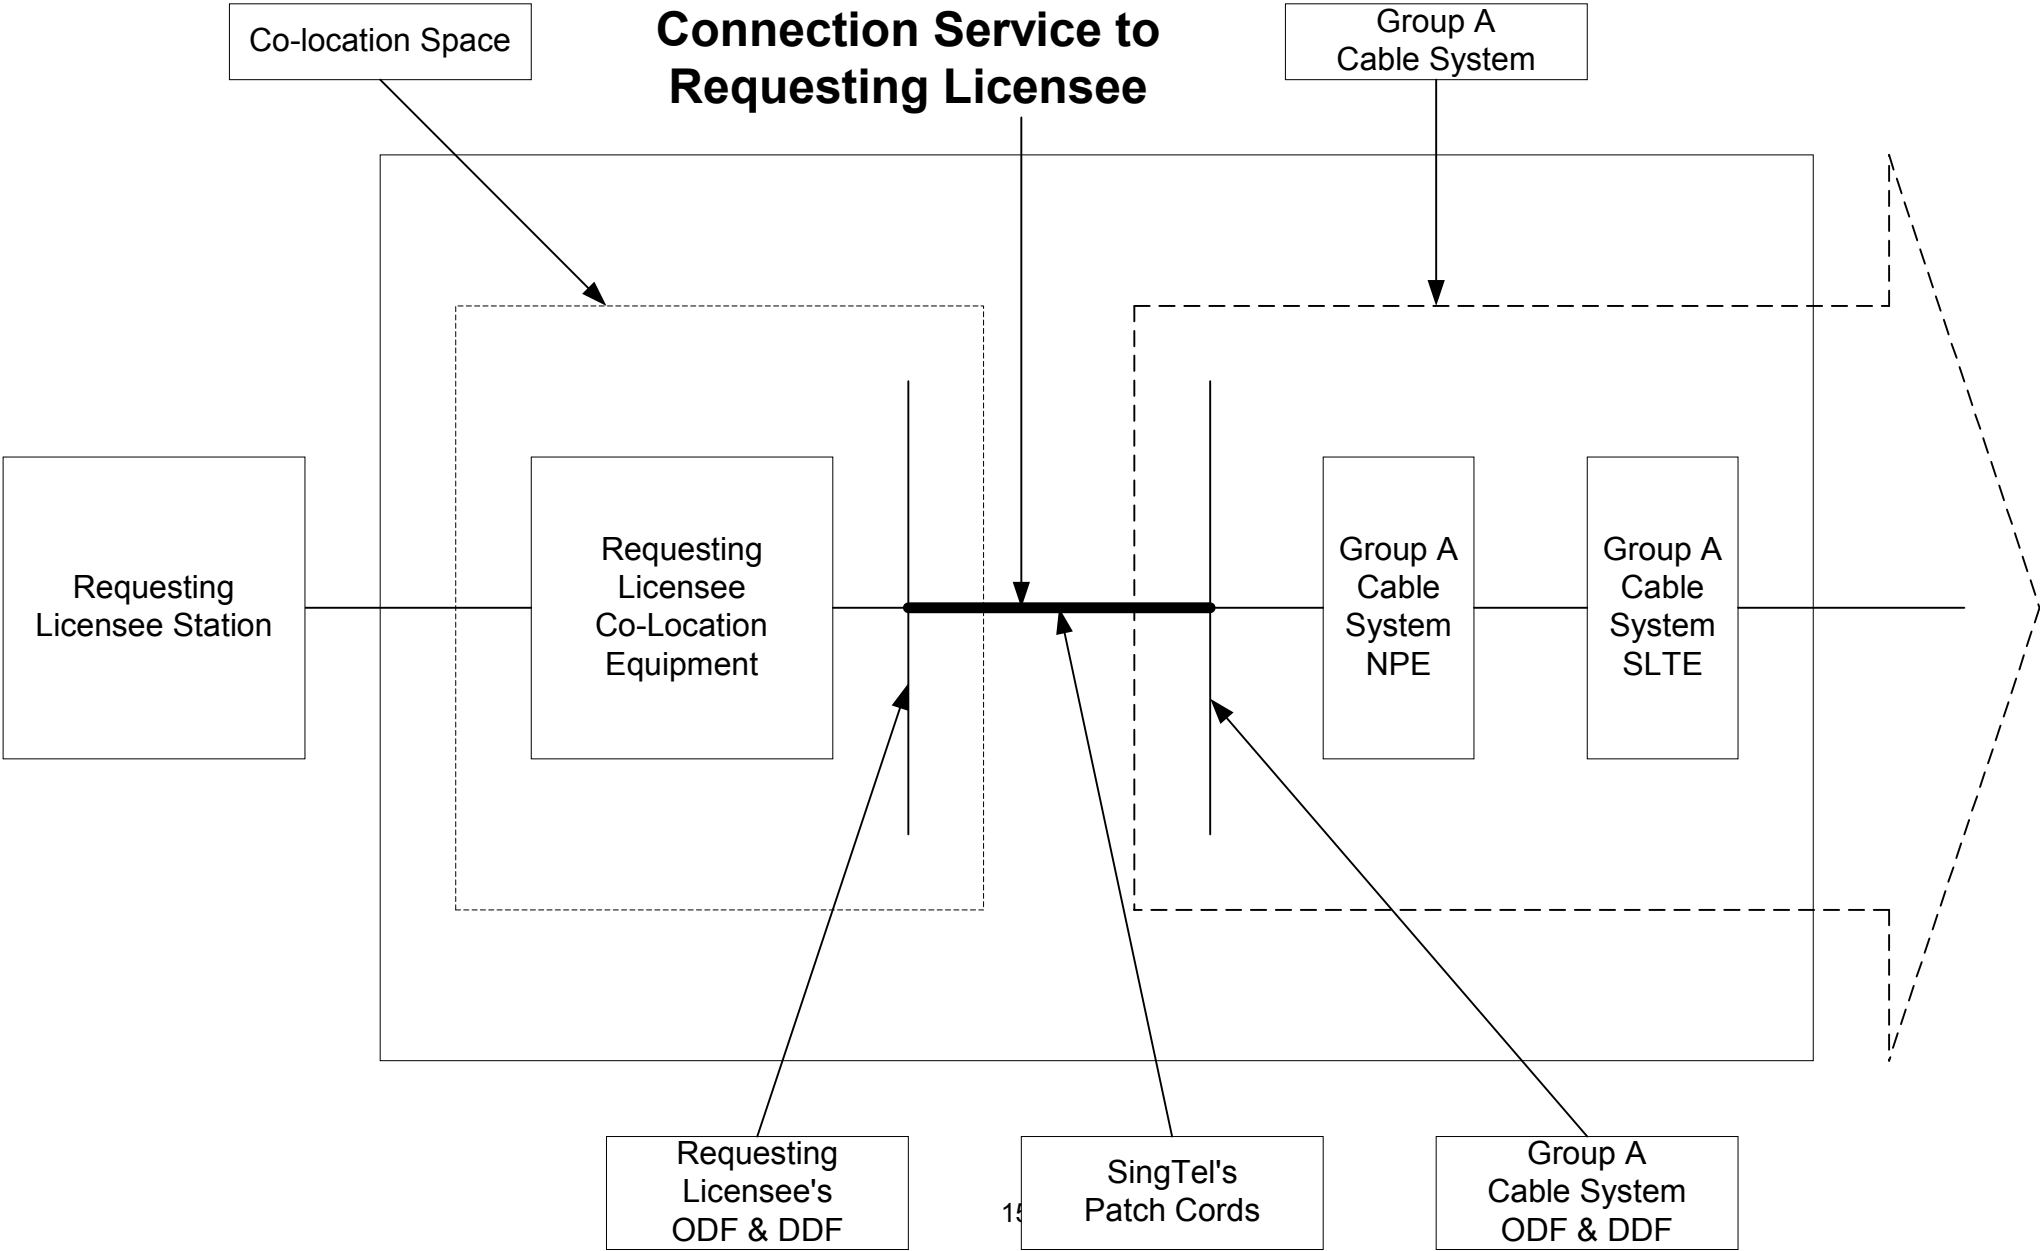 Co-location Space
Connection Service to
Requesting Licensee
Group A
Cable System
Requesting
Licensee Station
Requesting
Licensee
Co-Location
Equipment
Group A
Cable
System
NPE
Group A
Cable
System
SLTE
Requesting
Licensee's
ODF & DDF
SingTel's
Patch Cords
Group A
Cable System
ODF & DDF